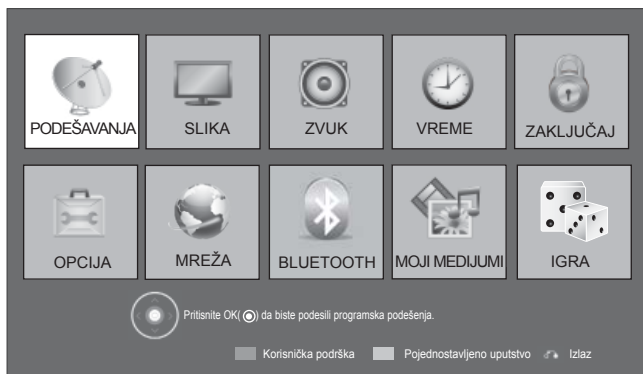 PODEŠAVANJA SLIKA ZVUK VREME ZAKLJUČAJ
OPCIJA MREŽA BLUETOOTH MOJI MEDIJUMI IGRA
Pritisnite OK( ) da biste podesili programska podešenja.
Korisnička podrška Pojednostavljeno uputstvo Izlaz